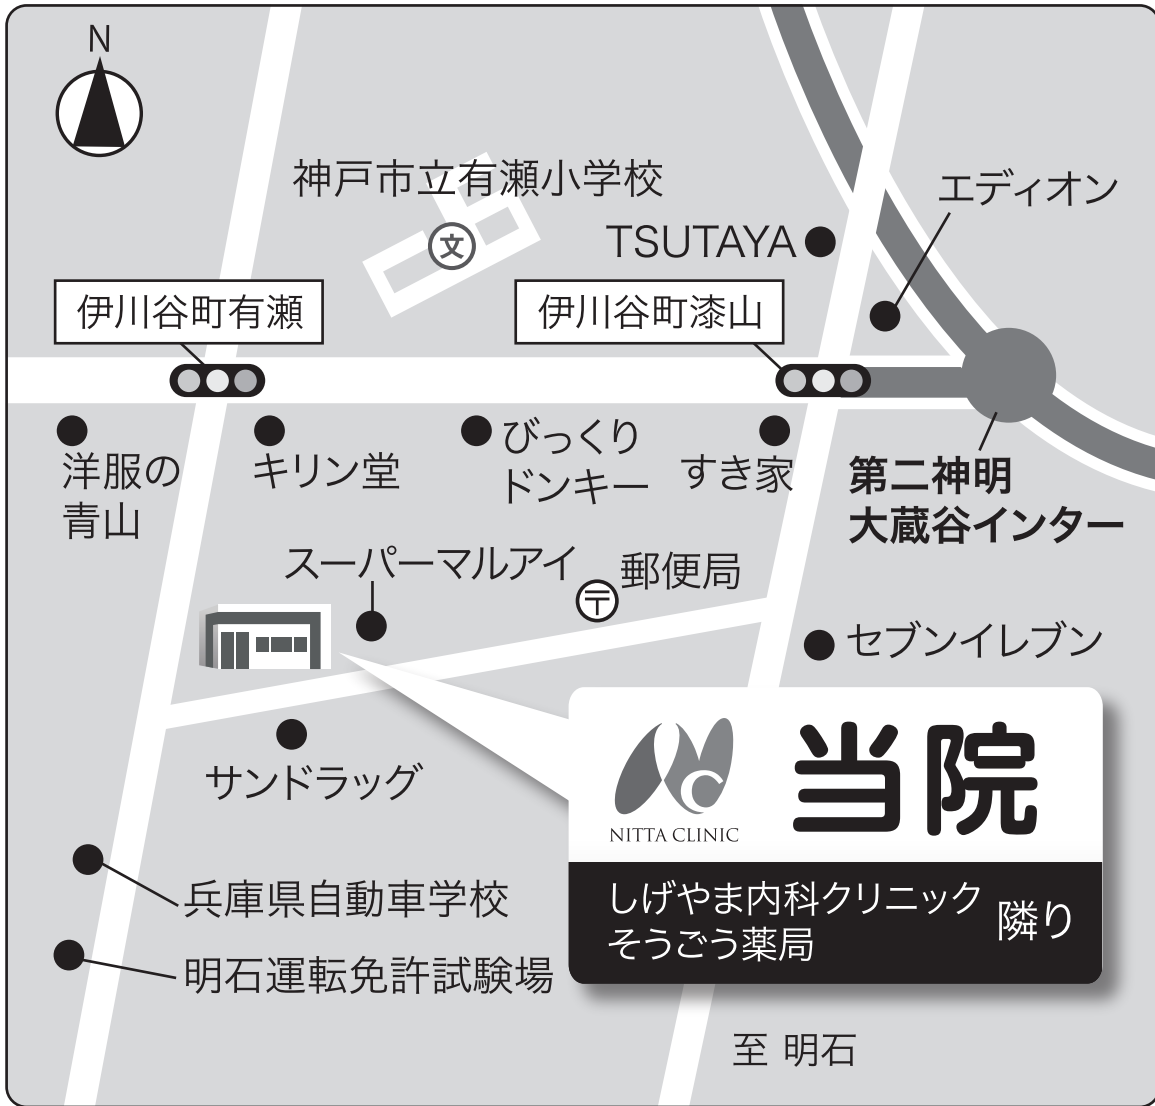 N
神戸市立有瀬小学校
文
エディオン
TSUTAYA
伊川谷町有瀬
伊川谷町漆山
洋服の
青山
キリン堂
びっくり
ドンキー
すき家
第二神明
大蔵谷インター
スーパーマルアイ
〒
郵便局
セブンイレブン
サンドラッグ
NC
NITTA CLINIC
当院
兵庫県自動車学校
しげやま内科クリニック
そうごう薬局
隣り
明石運転免許試験場
至 明石